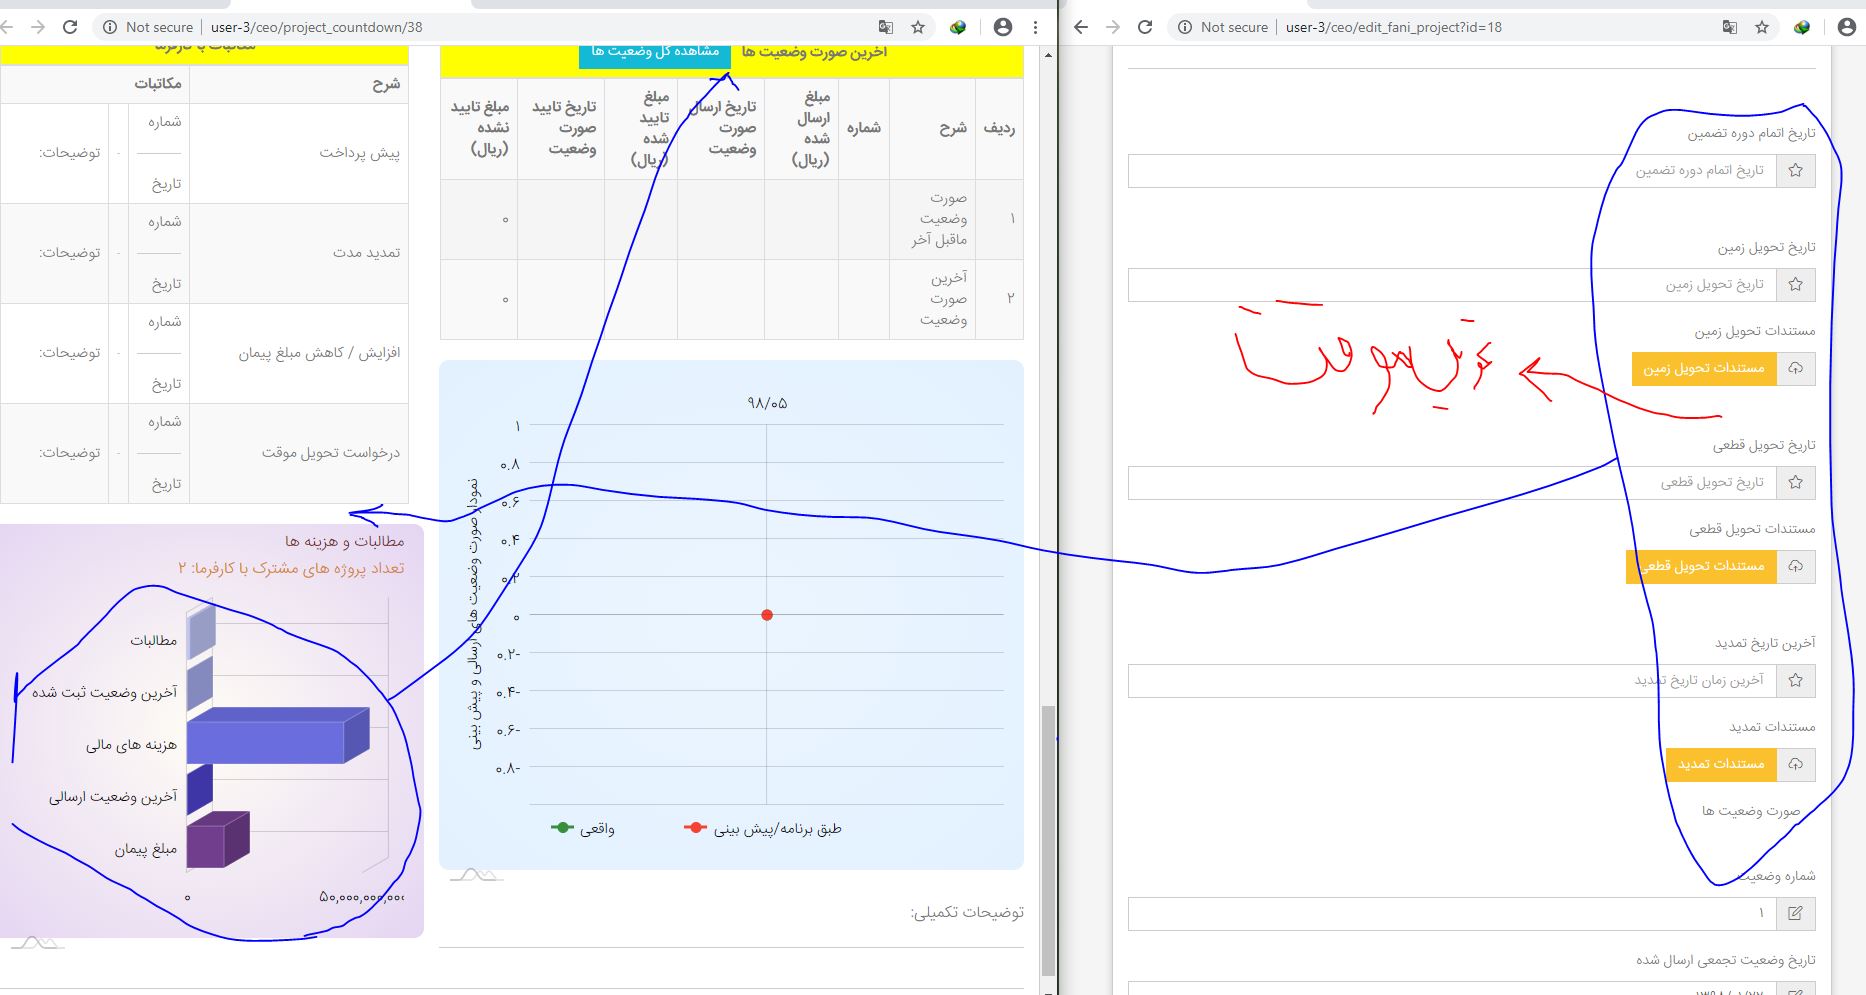 Not secure | user-3/ceo/project_countdown/38
Not secure | user-3/ceo/edit_fani_project?id=18
مکاتبات با کارفرما
شرح مکاتبات
پیش پرداخت
شماره
تاریخ
توضیحات:
تمدید مدت
شماره
تاریخ
توضیحات:
افزایش / کاهش مبلغ پیمان
شماره
تاریخ
توضیحات:
درخواست تحویل موقت
شماره
تاریخ
توضیحات:
مطالبات و هزینه ها
تعداد پروژه های مشترک با کارفرما: ۲
مطالبات
آخرین وضعیت ثبت شده
هزینه های مالی
آخرین وضعیت ارسالی
مبلغ پیمان
۰
۵۰,۰۰۰,۰۰۰,۰۰۰
آخرین صورت وضعیت ها
مشاهده کل وضعیت ها
ردیف
شرح
شماره
مبلغ ارسال شده (ریال)
تاریخ ارسال صورت وضعیت
مبلغ تایید شده (ریال)
تاریخ تایید صورت وضعیت
مبلغ تایید نشده (ریال)
۱
صورت وضعیت ماقبل آخر
۰
۲
آخرین صورت وضعیت
۰
۹۸/۰۵
۱
۰.۸
۰.۶
۰.۴
۰.۲
۰
-۰.۲
-۰.۴
-۰.۶
-۰.۸
نمودار صورت وضعیت های ارسالی و پیش بینی
طبق برنامه/پیش بینی
واقعی
توضیحات تکمیلی:
تاریخ اتمام دوره تضمین
تاریخ اتمام دوره تضمین
تاریخ تحویل زمین
تاریخ تحویل زمین
مستندات تحویل زمین
مستندات تحویل زمین
تاریخ تحویل قطعی
تاریخ تحویل قطعی
مستندات تحویل قطعی
مستندات تحویل قطعی
آخرین تاریخ تمدید
آخرین زمان تاریخ تمدید
مستندات تمدید
مستندات تمدید
صورت وضعیت ها
شماره وضعیت
۱
تاریخ وضعیت تجمعی ارسال شده